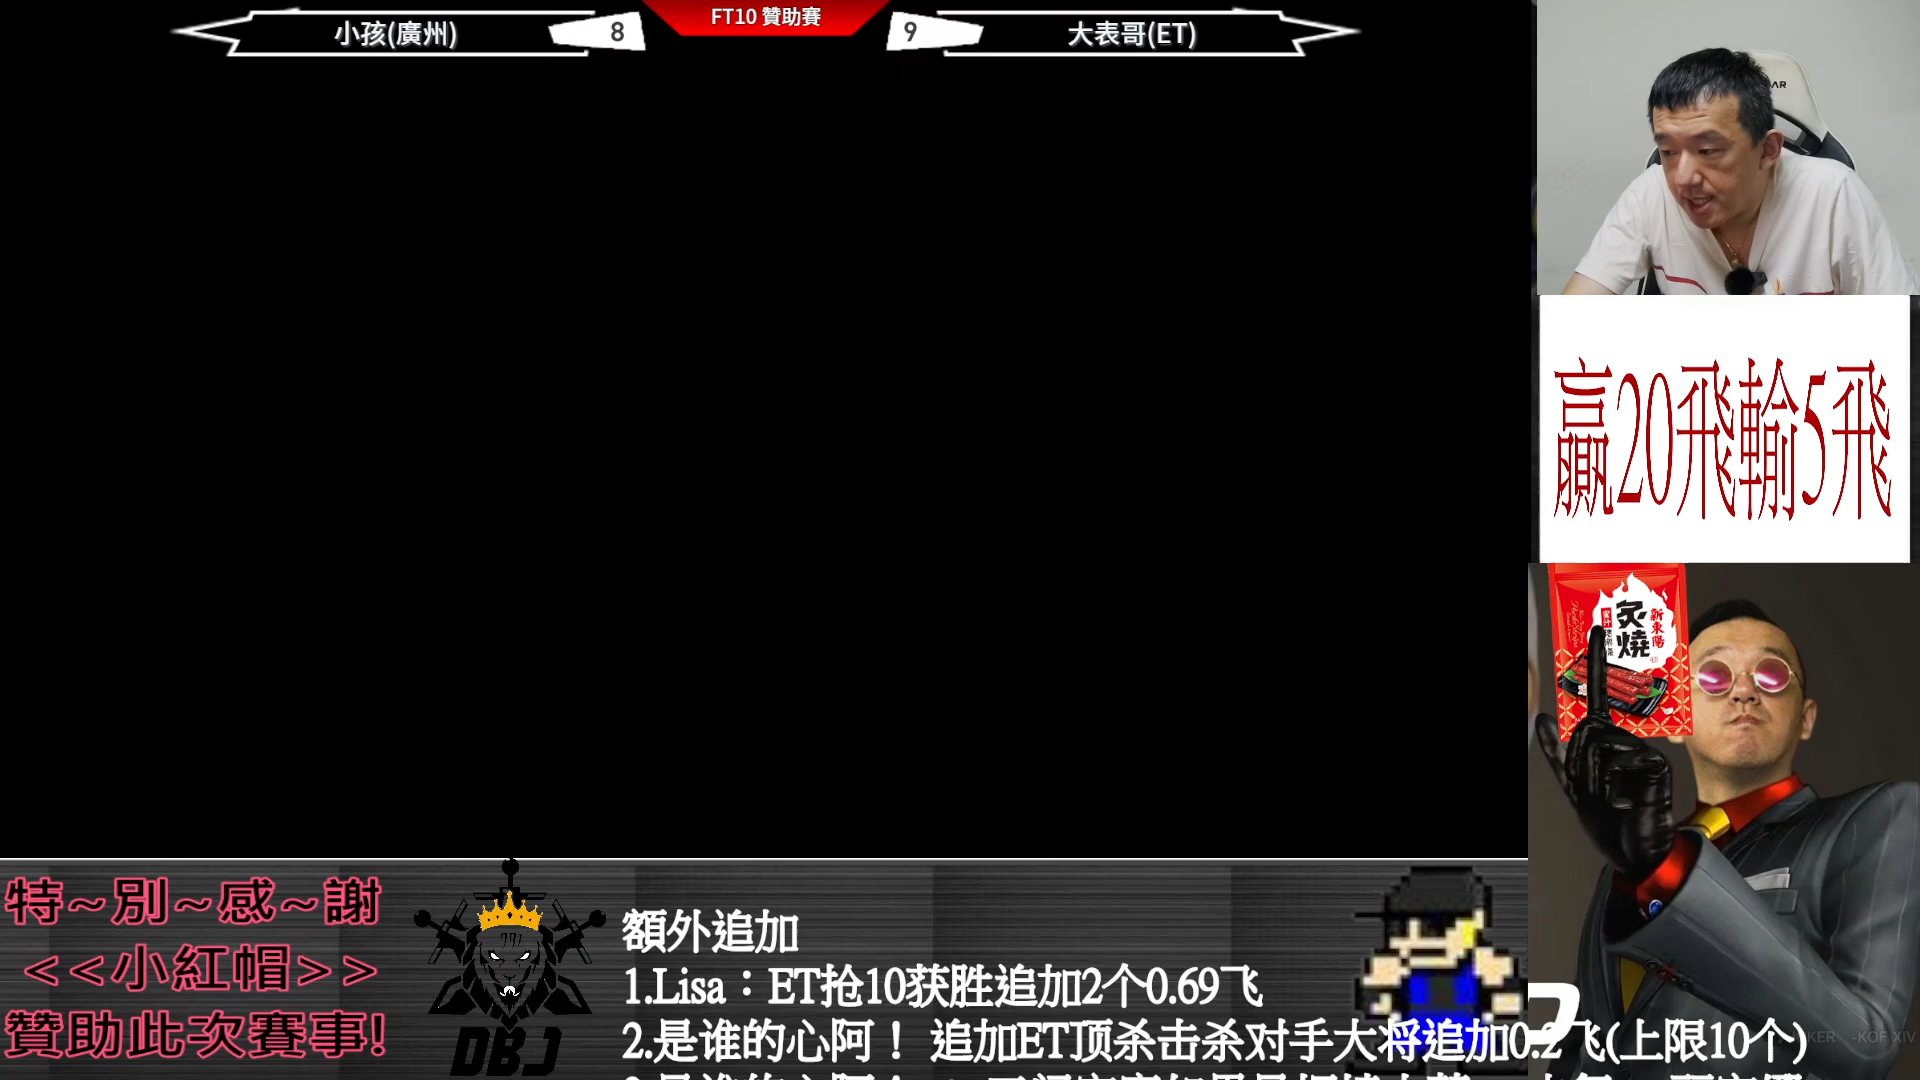 小孩(廣州)
8
FT10 贊助賽
9
大表哥(ET)
贏20飛輸5飛
新東陽
炙燒
特~別~感~謝
<<小紅帽>>
贊助此次賽事!
DBJ
額外追加
1.Lisa：ET抢10获胜追加2个0.69飞
2.是谁的心阿！ 追加ET顶杀击杀对手大将追加0.2飞(上限10个)
-KOF XIV